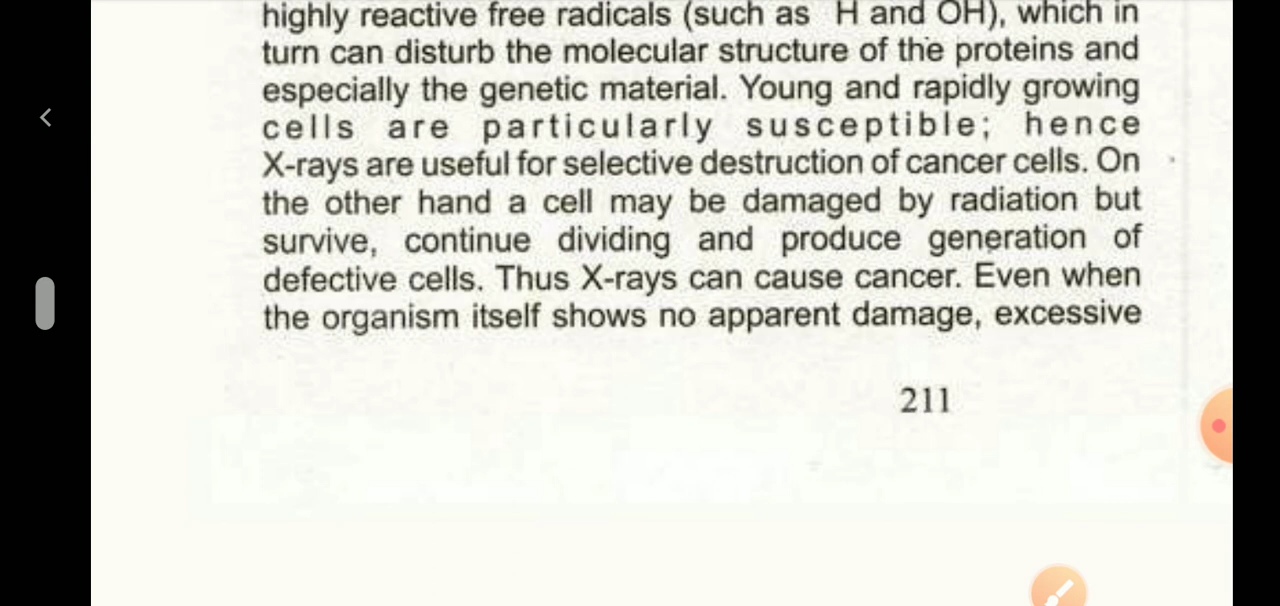 highly reactive free radicals (such as H and OH), which in
turn can disturb the molecular structure of the proteins and
especially the genetic material. Young and rapidly growing
cells are particularly susceptible; hence
X-rays are useful for selective destruction of cancer cells. On
the other hand a cell may be damaged by radiation but
survive, continue dividing and produce generation of
defective cells. Thus X-rays can cause cancer. Even when
the organism itself shows no apparent damage, excessive
211